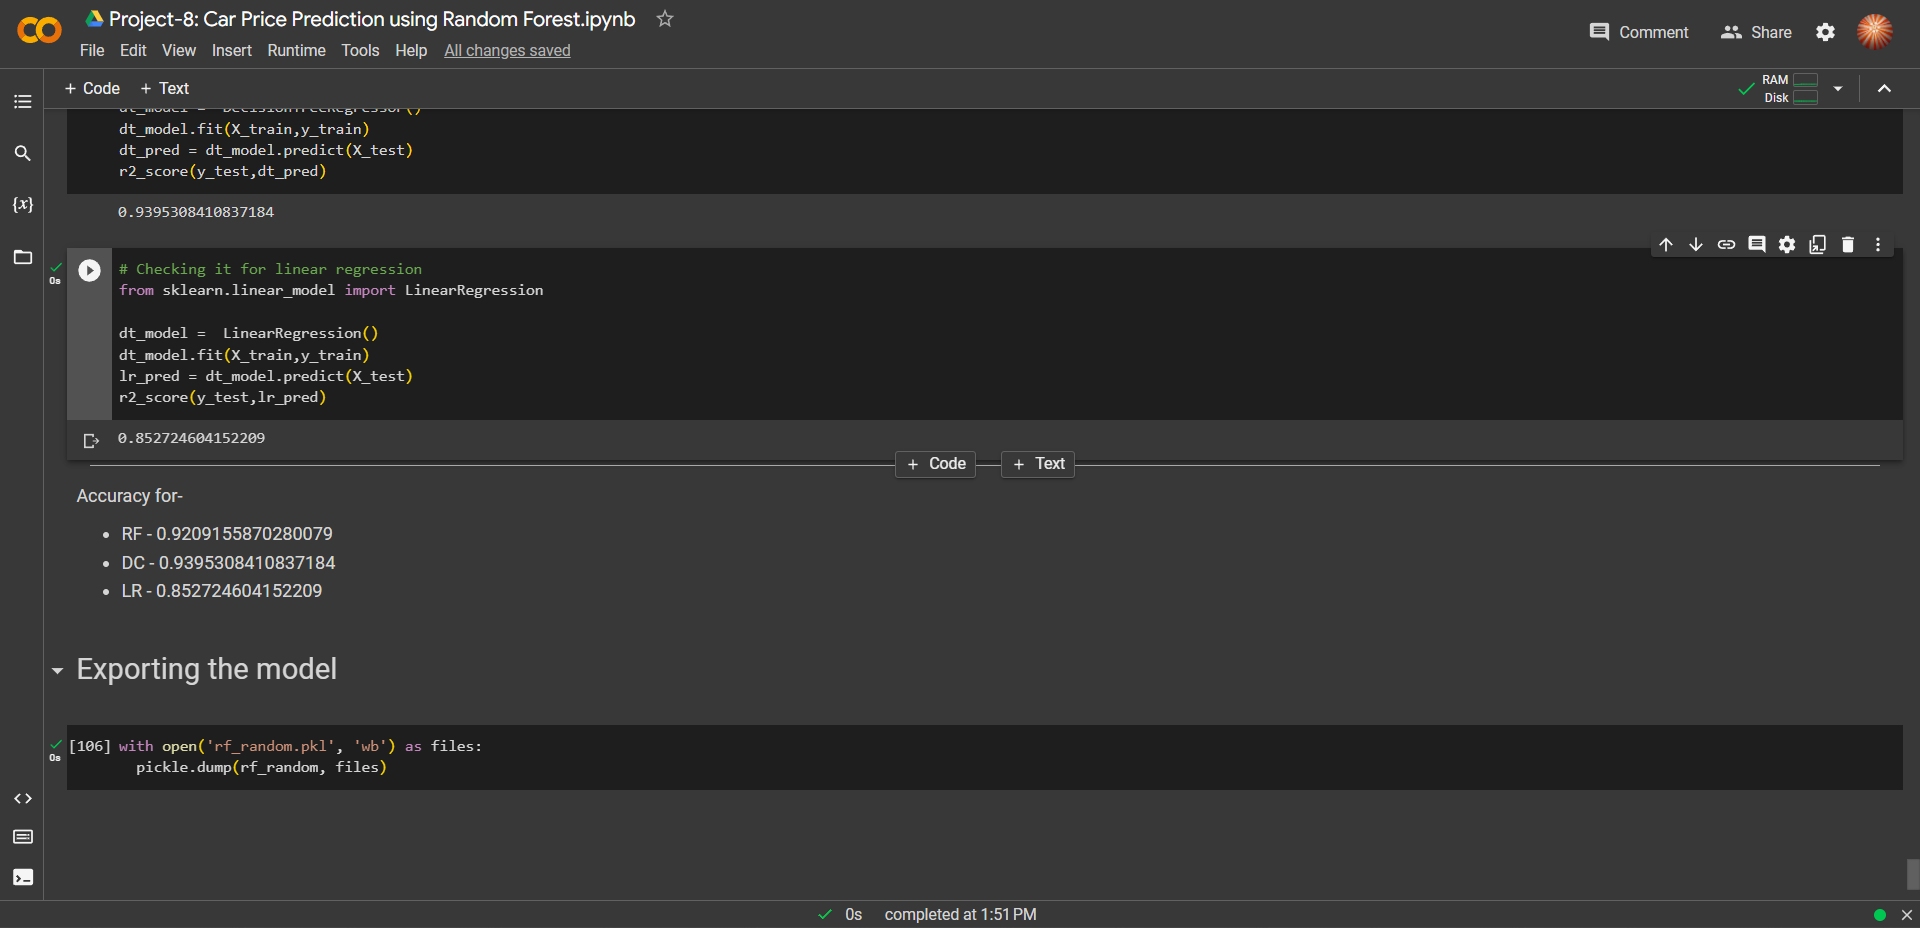 Project-8: Car Price Prediction using Random Forest.ipynb
File Edit View Insert Runtime Tools Help All changes saved
Comment Share
+ Code + Text
RAM
Disk
dt_model = DecisionTreeRegressor()
dt_model.fit(X_train,y_train)
dt_pred = dt_model.predict(X_test)
r2_score(y_test,dt_pred)
0.9395308410837184
{x}
0s
# Checking it for linear regression
from sklearn.linear_model import LinearRegression
dt_model =  LinearRegression()
dt_model.fit(X_train,y_train)
lr_pred = dt_model.predict(X_test)
r2_score(y_test,lr_pred)
0.852724604152209
+ Code + Text
Accuracy for-
• RF - 0.9209155870280079
• DC - 0.9395308410837184
• LR - 0.852724604152209
Exporting the model
0s
[106] with open('rf_random.pkl', 'wb') as files:
pickle.dump(rf_random, files)
0s completed at 1:51 PM